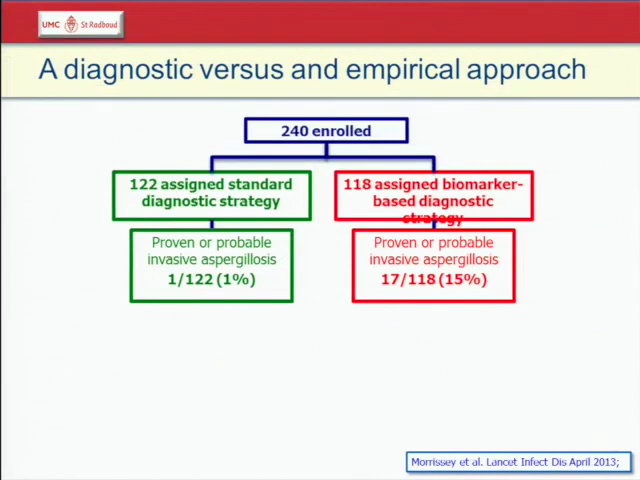 UMC St Radboud
A diagnostic versus and empirical approach
240 enrolled
122 assigned standard
diagnostic strategy
118 assigned biomarker-
based diagnostic
strategy
Proven or probable
invasive aspergillosis
1/122 (1%)
Proven or probable
invasive aspergillosis
17/118 (15%)
Morrissey et al. Lancet Infect Dis April 2013;